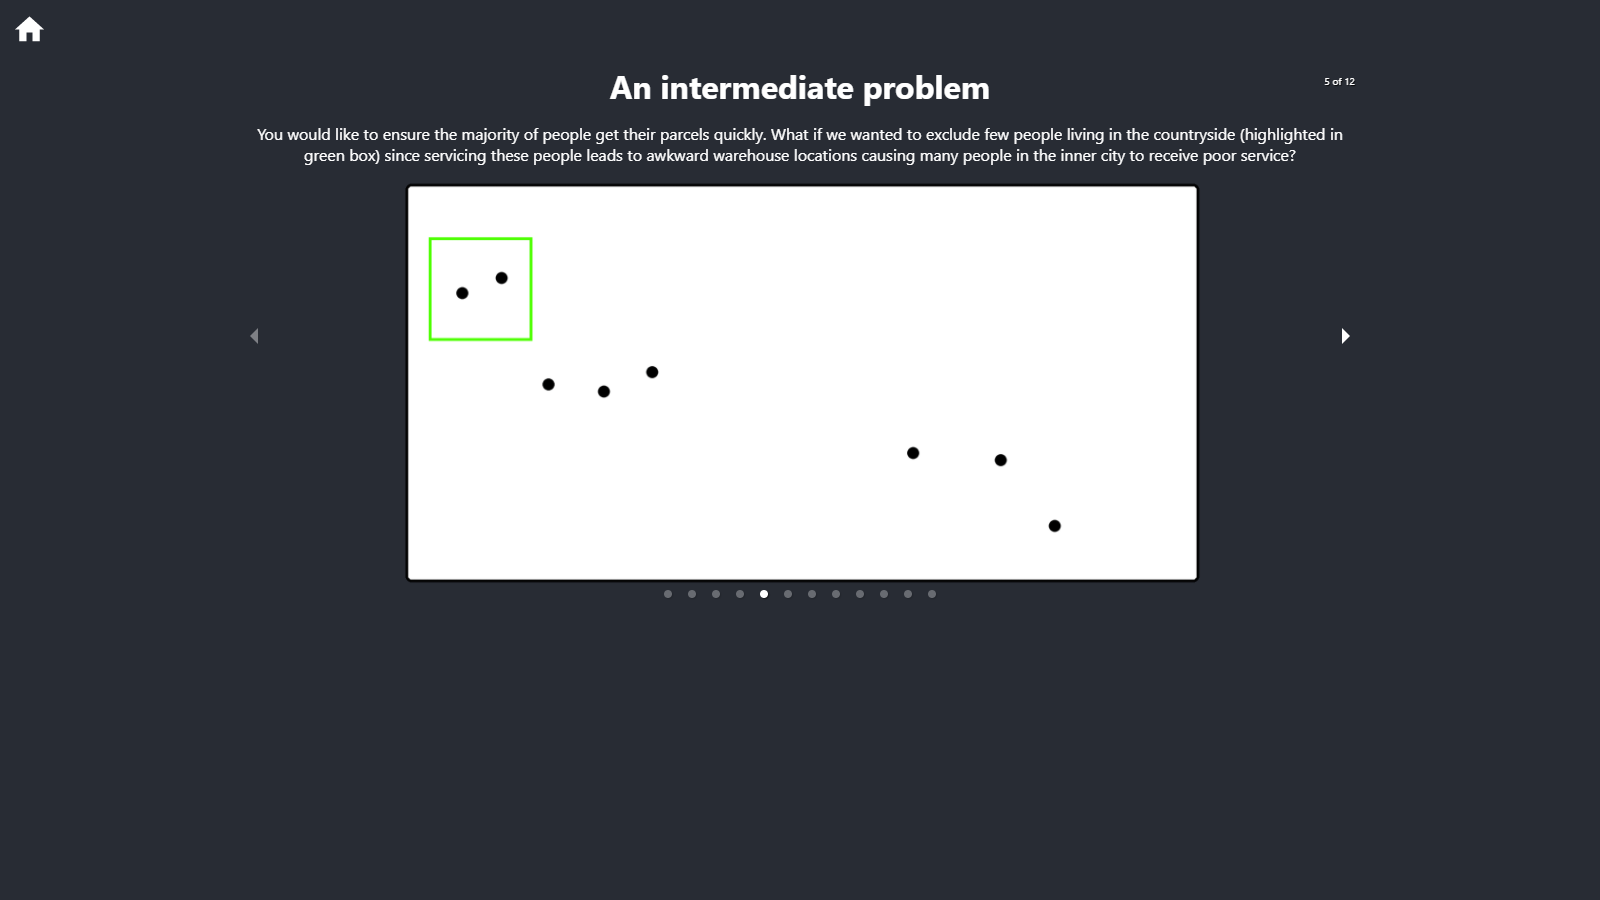 An intermediate problem
5 of 12
You would like to ensure the majority of people get their parcels quickly. What if we wanted to exclude few people living in the countryside (highlighted in
green box) since servicing these people leads to awkward warehouse locations causing many people in the inner city to receive poor service?